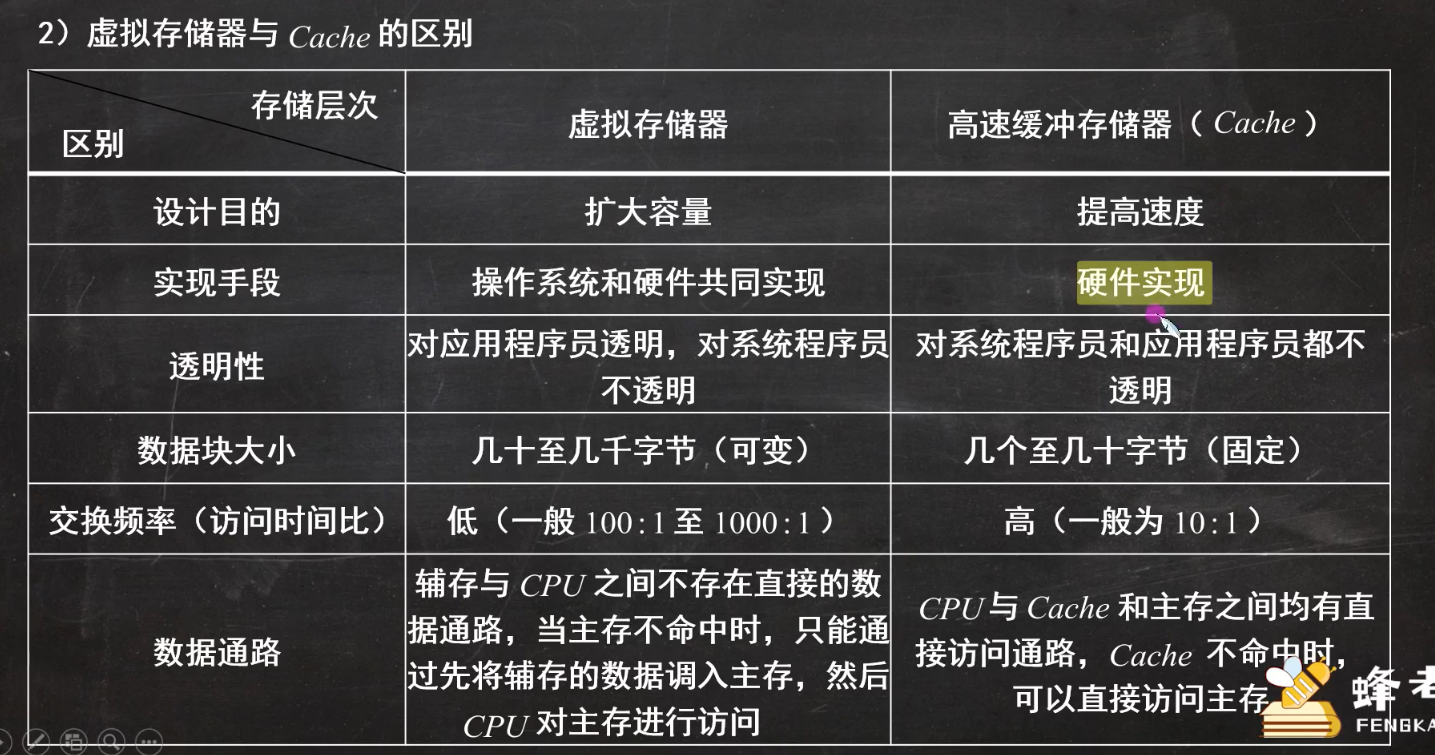 2）虚拟存储器与 Cache 的区别
存储层次
区别
虚拟存储器
高速缓冲存储器（ Cache ）
设计目的
扩大容量
提高速度
实现手段
操作系统和硬件共同实现
硬件实现
透明性
对应用程序员透明，对系统程序员
不透明
对系统程序员和应用程序员都不
透明
数据块大小
几十至几千字节（可变）
几个至几十字节（固定）
交换频率（访问时间比）
低（一般 100 : 1 至 1000 : 1 ）
高（一般为 10 : 1 ）
数据通路
辅存与 CPU 之间不存在直接的数
据通路，当主存不命中时，只能通
过先将辅存的数据调入主存，然后
CPU 对主存进行访问
CPU 与 Cache 和主存之间均有直
接访问通路，Cache 不命中时，
可以直接访问主存
蜂老
FENGKA